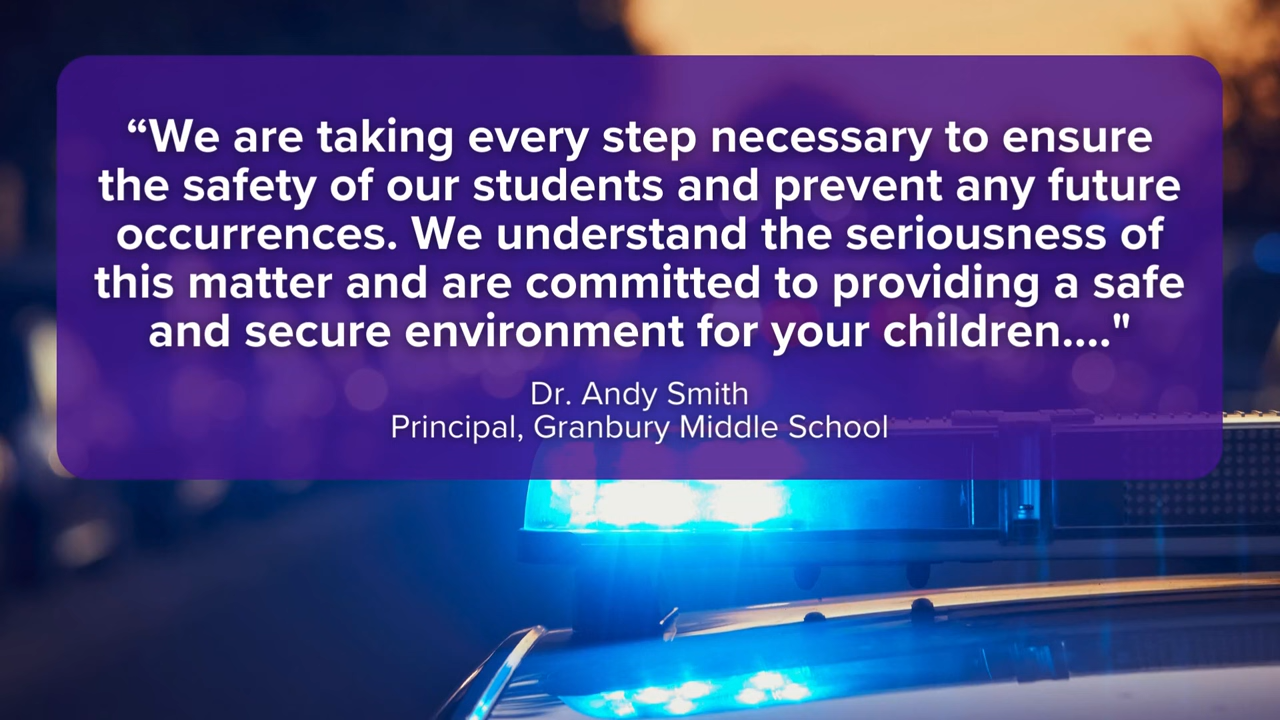 “We are taking every step necessary to ensure
the safety of our students and prevent any future
occurrences. We understand the seriousness of
this matter and are committed to providing a safe
and secure environment for your children...."
Dr. Andy Smith
Principal, Granbury Middle School